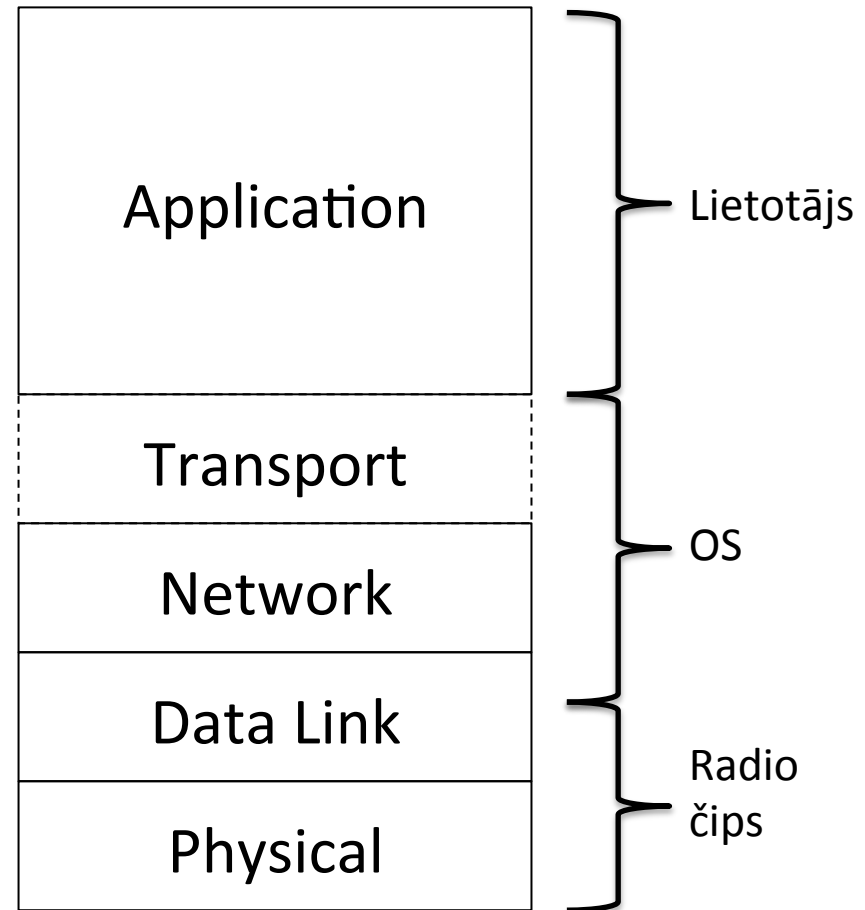 Application
Lietotājs
Transport
OS
Network
Data Link
Radio
čips
Physical